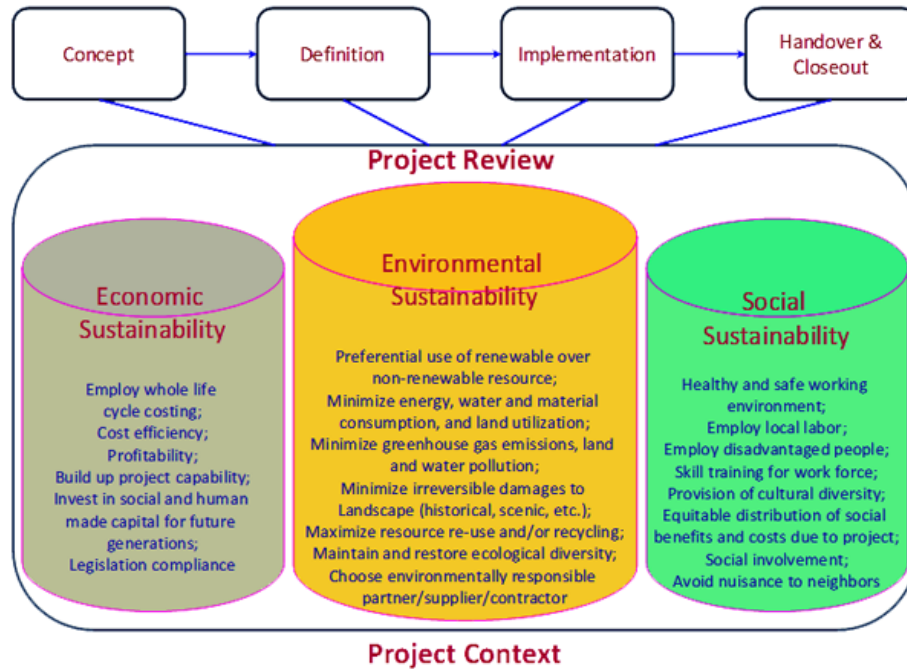 Concept
Definition
Implementation
Handover &
Closeout
Project Review
Economic
Sustainability
Employ whole life
cycle costing;
Cost efficiency;
Profitability;
Build up project capability;
Invest in social and human
made capital for future
generations;
Legislation compliance
Environmental
Sustainability
Preferential use of renewable over
non-renewable resource;
Minimize energy, water and material
consumption, and land utilization;
Minimize greenhouse gas emissions, land
and water pollution;
Minimize irreversible damages to
Landscape (historical, scenic, etc.);
Maximize resource re-use and/or recycling;
Maintain and restore ecological diversity;
Choose environmentally responsible
partner/supplier/contractor
Social
Sustainability
Healthy and safe working
environment;
Employ local labor;
Employ disadvantaged people;
Skill training for work force;
Provision of cultural diversity;
Equitable distribution of social
benefits and costs due to project;
Social involvement;
Avoid nuisance to neighbors
Project Context